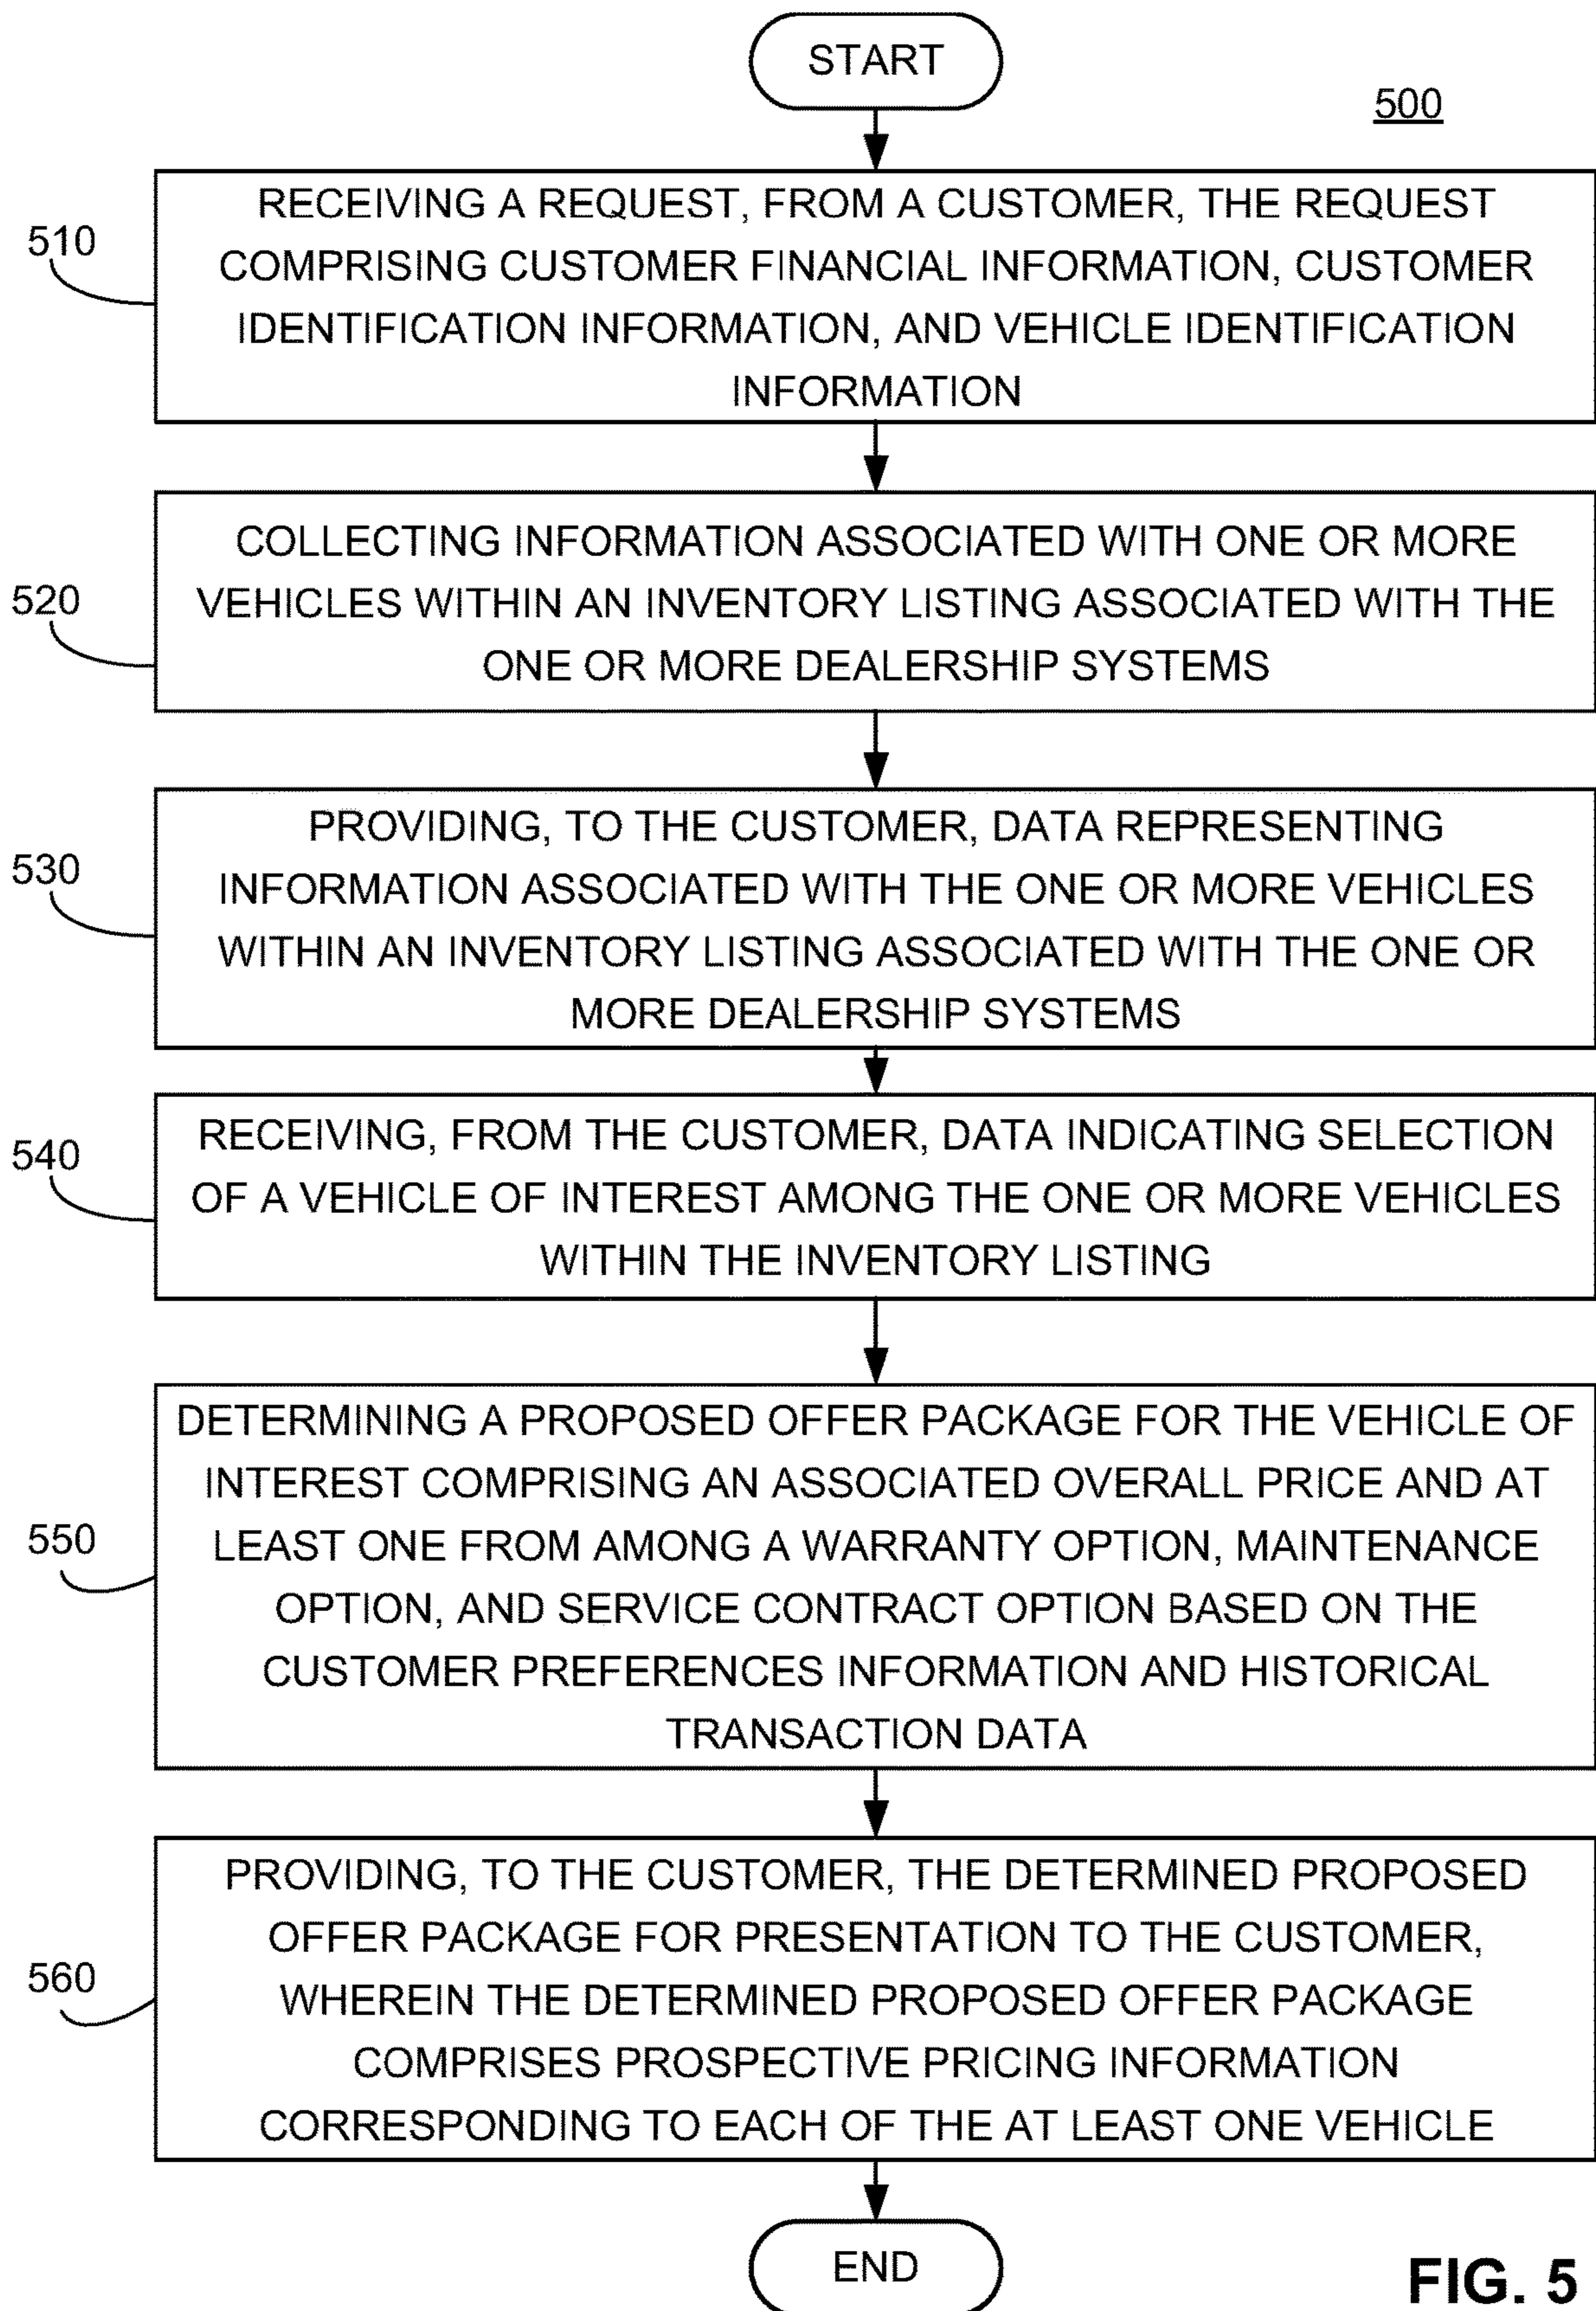 START
500
510
RECEIVING A REQUEST, FROM A CUSTOMER, THE REQUEST
COMPRISING CUSTOMER FINANCIAL INFORMATION, CUSTOMER
IDENTIFICATION INFORMATION, AND VEHICLE IDENTIFICATION
INFORMATION
520
COLLECTING INFORMATION ASSOCIATED WITH ONE OR MORE
VEHICLES WITHIN AN INVENTORY LISTING ASSOCIATED WITH THE
ONE OR MORE DEALERSHIP SYSTEMS
530
PROVIDING, TO THE CUSTOMER, DATA REPRESENTING
INFORMATION ASSOCIATED WITH THE ONE OR MORE VEHICLES
WITHIN AN INVENTORY LISTING ASSOCIATED WITH THE ONE OR
MORE DEALERSHIP SYSTEMS
540
RECEIVING, FROM THE CUSTOMER, DATA INDICATING SELECTION
OF A VEHICLE OF INTEREST AMONG THE ONE OR MORE VEHICLES
WITHIN THE INVENTORY LISTING
550
DETERMINING A PROPOSED OFFER PACKAGE FOR THE VEHICLE OF
INTEREST COMPRISING AN ASSOCIATED OVERALL PRICE AND AT
LEAST ONE FROM AMONG A WARRANTY OPTION, MAINTENANCE
OPTION, AND SERVICE CONTRACT OPTION BASED ON THE
CUSTOMER PREFERENCES INFORMATION AND HISTORICAL
TRANSACTION DATA
560
PROVIDING, TO THE CUSTOMER, THE DETERMINED PROPOSED
OFFER PACKAGE FOR PRESENTATION TO THE CUSTOMER,
WHEREIN THE DETERMINED PROPOSED OFFER PACKAGE
COMPRISES PROSPECTIVE PRICING INFORMATION
CORRESPONDING TO EACH OF THE AT LEAST ONE VEHICLE
END
FIG. 5